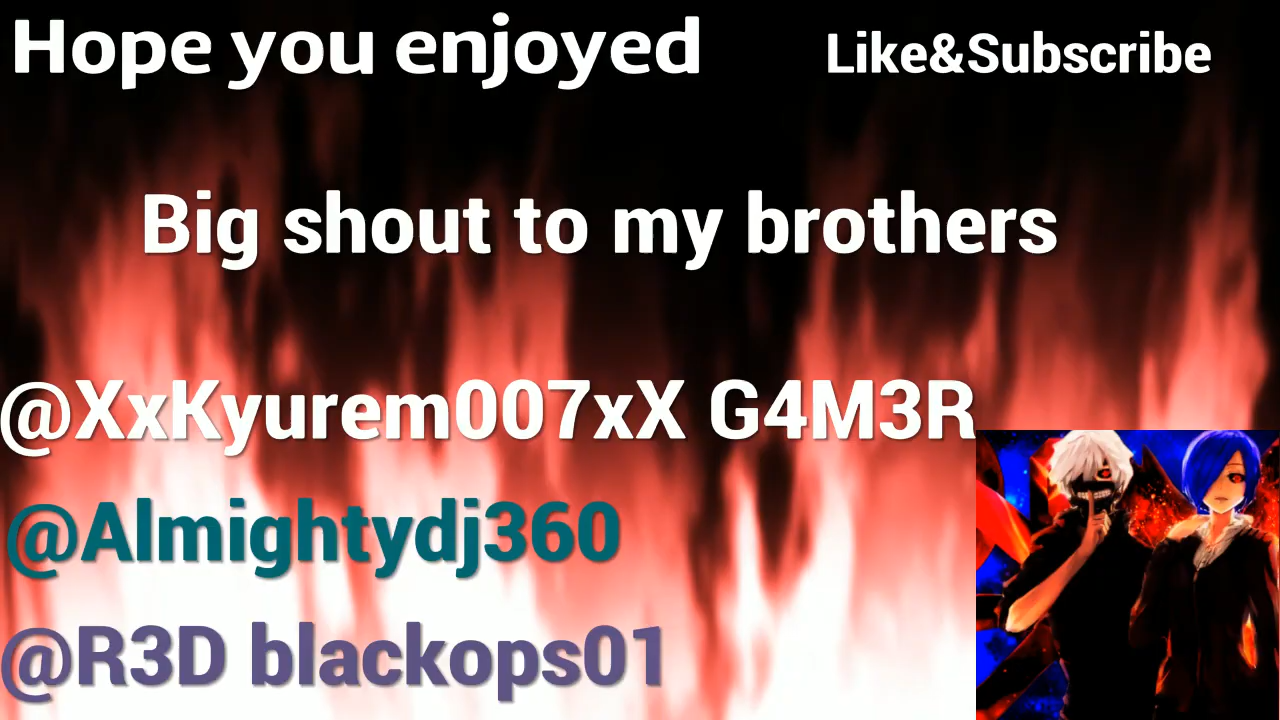 Hope you enjoyed
Like&Subscribe
Big shout to my brothers
@XxKyurem007xX G4M3R
@Almightydj360
@R3D blackops01